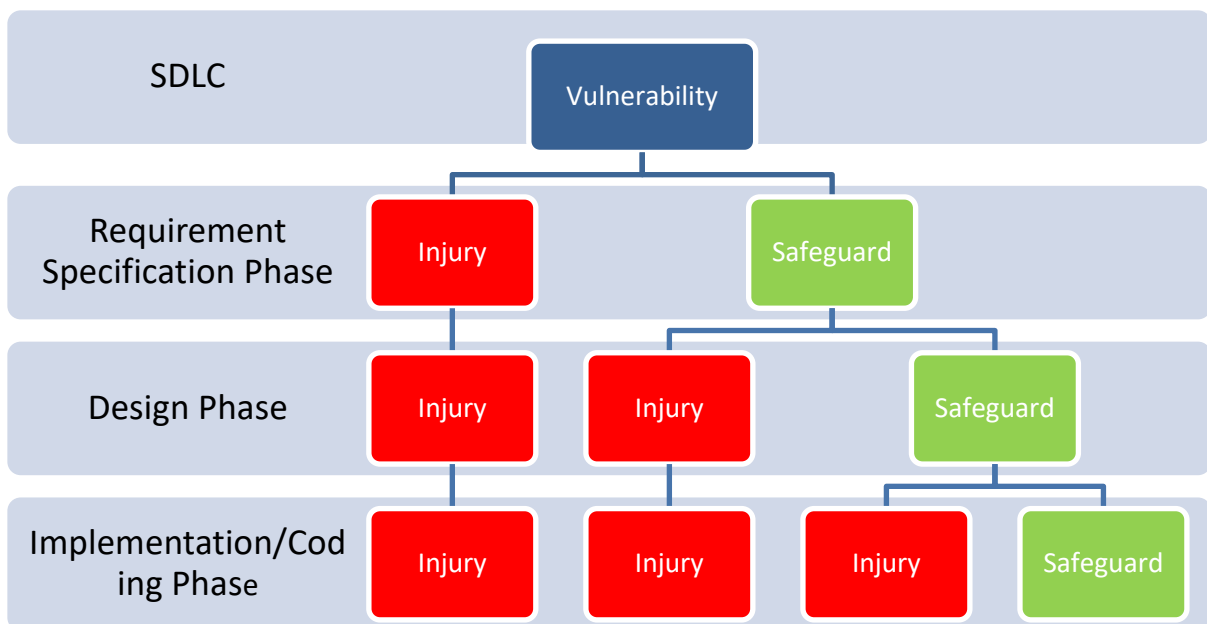 SDLC
Vulnerability
Requirement
Specification Phase
Injury
Safeguard
Design Phase
Injury
Injury
Safeguard
Implementation/Cod
ing Phase
Injury
Injury
Injury
Safeguard